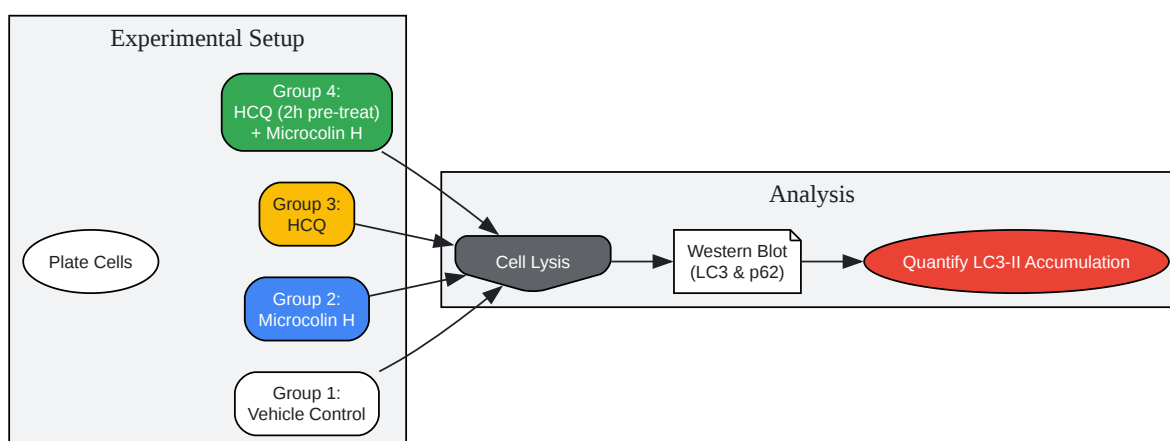 Experimental Setup
Group 4:
HCQ (2h pre-treat)
+ Microcolin H
Group 3:
HCQ
Plate Cells
Group 2:
Microcolin H
Group 1:
Vehicle Control
Analysis
Cell Lysis
Western Blot
(LC3 & p62)
Quantify LC3-II Accumulation